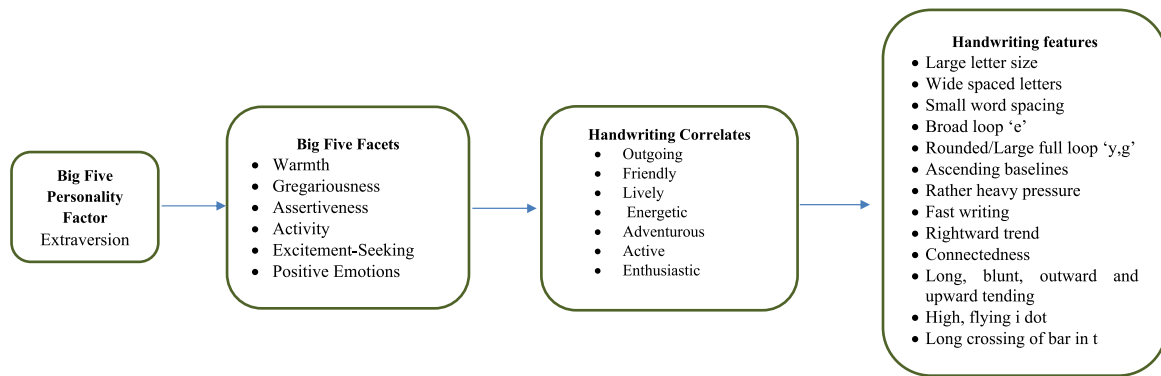 Big Five
Personality
Factor
Extraversion
Big Five Facets
• Warmth
• Gregariousness
• Assertiveness
• Activity
• Excitement-Seeking
• Positive Emotions
Handwriting Correlates
• Outgoing
• Friendly
• Lively
• Energetic
• Adventurous
• Active
• Enthusiastic
Handwriting features
• Large letter size
• Wide spaced letters
• Small word spacing
• Broad loop ‘e’
• Rounded/Large full loop ‘y,g’
• Ascending baselines
• Rather heavy pressure
• Fast writing
• Rightward trend
• Connectedness
• Long, blunt, outward and
upward tending
• High, flying i dot
• Long crossing of bar in t